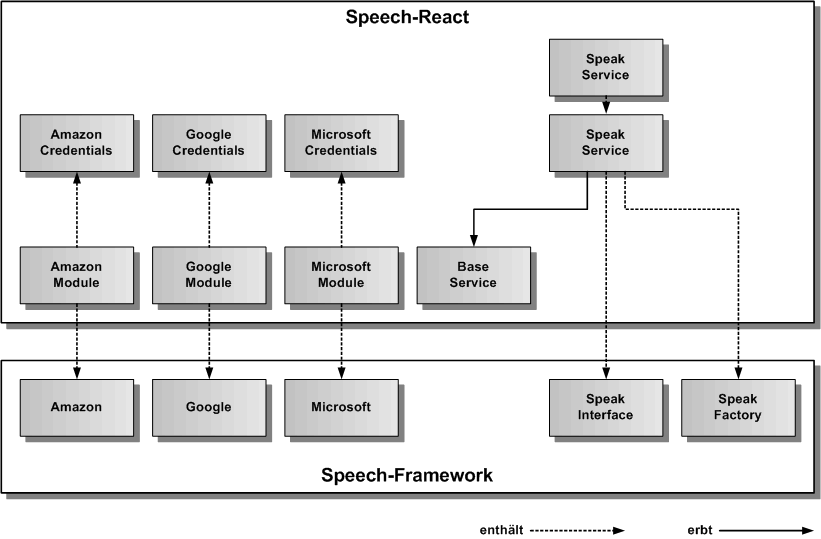 Speech-React
Speak
Service
Amazon
Credentials
Google
Credentials
Microsoft
Credentials
Speak
Service
Amazon
Module
Google
Module
Microsoft
Module
Base
Service
Amazon
Google
Microsoft
Speak
Interface
Speak
Factory
Speech-Framework
enthält
erbt